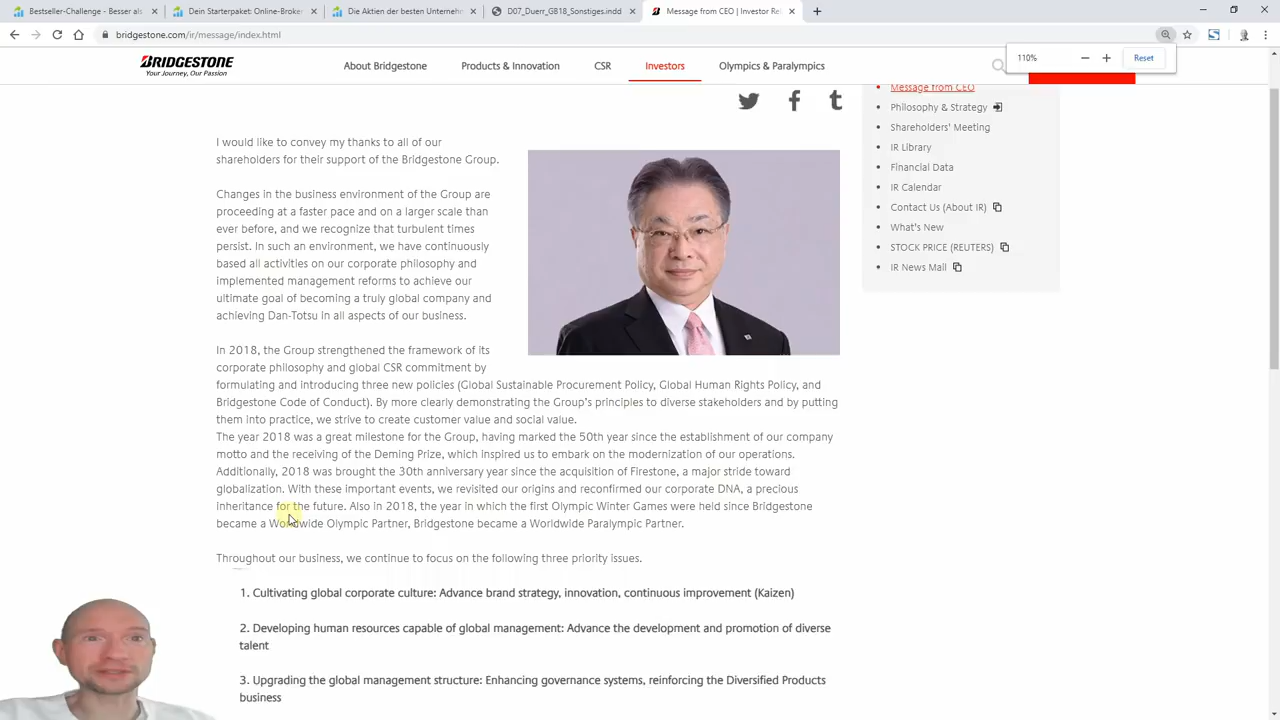 Bestseller-Challenge - Besser als
Dein Starterpaket: Online-Broker
Die Aktien der besten Unternehm
D07_Duerr_GB18_Sonstiges.indd
Message from CEO | Investor Rel
bridgestone.com/ir/message/index.html
110%
Reset
BRIDGESTONE
Your Journey, Our Passion
About Bridgestone
Products & Innovation
CSR
Investors
Olympics & Paralympics
Message from CEO
Philosophy & Strategy
Shareholders' Meeting
IR Library
Financial Data
IR Calendar
Contact Us (About IR)
What's New
STOCK PRICE (REUTERS)
IR News Mail
I would like to convey my thanks to all of our
shareholders for their support of the Bridgestone Group.
Changes in the business environment of the Group are
proceeding at a faster pace and on a larger scale than
ever before, and we recognize that turbulent times
persist. In such an environment, we have continuously
based all activities on our corporate philosophy and
implemented management reforms to achieve our
ultimate goal of becoming a truly global company and
achieving Dan-Totsu in all aspects of our business.
In 2018, the Group strengthened the framework of its
corporate philosophy and global CSR commitment by
formulating and introducing three new policies (Global Sustainable Procurement Policy, Global Human Rights Policy, and
Bridgestone Code of Conduct). By more clearly demonstrating the Group's principles to diverse stakeholders and by putting
them into practice, we strive to create customer value and social value.
The year 2018 was a great milestone for the Group, having marked the 50th year since the establishment of our company
motto and the receiving of the Deming Prize, which inspired us to embark on the modernization of our operations.
Additionally, 2018 was brought the 30th anniversary year since the acquisition of Firestone, a major stride toward
globalization. With these important events, we revisited our origins and reconfirmed our corporate DNA, a precious
inheritance for the future. Also in 2018, the year in which the first Olympic Winter Games were held since Bridgestone
became a Worldwide Olympic Partner, Bridgestone became a Worldwide Paralympic Partner.
Throughout our business, we continue to focus on the following three priority issues.
1. Cultivating global corporate culture: Advance brand strategy, innovation, continuous improvement (Kaizen)
2. Developing human resources capable of global management: Advance the development and promotion of diverse
talent
3. Upgrading the global management structure: Enhancing governance systems, reinforcing the Diversified Products
business